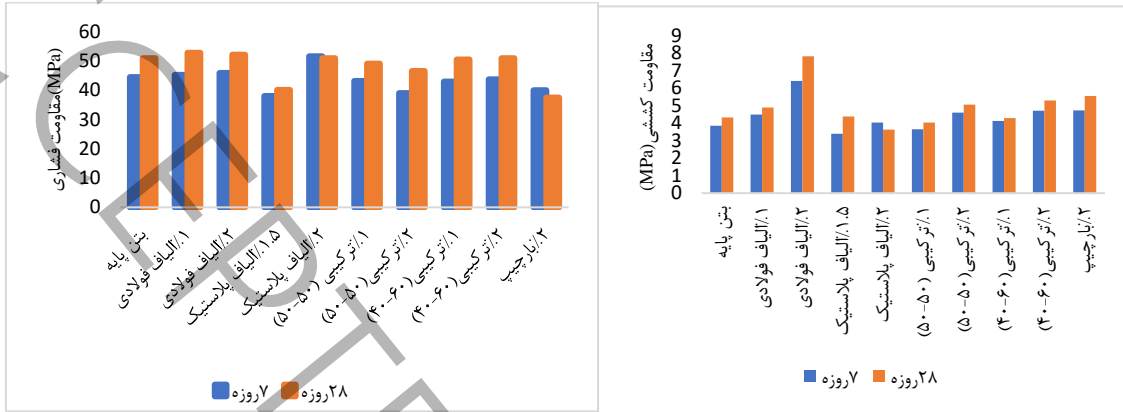 60
50
40
30
20
10
0
مقاومت فشاری(MPa)
بتن پایه
۱٪الیاف فولادی
۲٪الیاف فولادی
۱.۵٪الیاف پلاستیک
۲٪الیاف پلاستیک
۱٪ترکیبی (۵۰-۵۰)
۲٪ترکیبی(۵۰-۵۰)
۱٪ترکیبی(۶۰-۴۰)
۲٪ترکیبی(۶۰-۴۰)
۲٪بارچیپ
۷روزه
۲۸روزه
9
8
7
6
5
4
3
2
1
0
مقاومت کششی(MPa)
بتن پایه
۱٪الیاف فولادی
۲٪الیاف فولادی
۱.۵٪الیاف پلاستیک
۲٪الیاف پلاستیک
۱٪ترکیبی (۵۰-۵۰)
۲٪ترکیبی(۵۰-۵۰)
۱٪ترکیبی(۶۰-۴۰)
۲٪ترکیبی(۶۰-۴۰)
۲٪بارچیپ
۷روزه
۲۸روزه